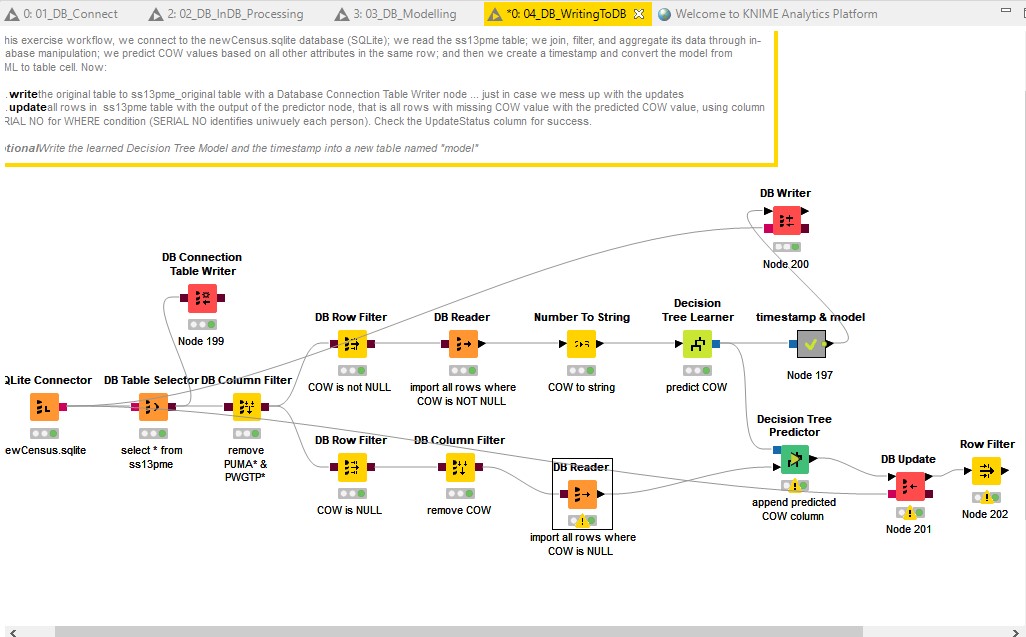 0: 01_DB_Connect
2: 02_DB_InDB_Processing
3: 03_DB_Modelling
*0: 04_DB_WritingToDB
Welcome to KNIME Analytics Platform
his exercise workflow, we connect to the newCensus.sqlite database (SQLite); we read the ss13pme table; we join, filter, and aggregate its data through in-
abase manipulation; we predict COW values based on all other attributes in the same row; and then we create a timestamp and convert the model from
ML to table cell. Now:
.writethe original table to ss13pme_original table with a Database Connection Table Writer node ... just in case we mess up with the updates
.updateall rows in ss13pme table with the output of the predictor node, that is all rows with missing COW value with the predicted COW value, using column
RIAL NO for WHERE condition (SERIAL NO identifies uniwuely each person). Check the UpdateStatus column for success.
tionalWrite the learned Decision Tree Model and the timestamp into a new table named "model"
DB Writer
Node 200
DB Connection
Table Writer
Node 199
DB Row Filter
COW is not NULL
DB Reader
import all rows where
COW is NOT NULL
Number To String
COW to string
Decision
Tree Learner
predict COW
timestamp & model
Node 197
QLite Connector
ewCensus.sqlite
DB Table Selector
select * from
ss13pme
DB Column Filter
remove
PUMA* &
PWGTP*
DB Row Filter
COW is NULL
DB Column Filter
remove COW
DB Reader
import all rows where
COW is NULL
Decision Tree
Predictor
append predicted
COW column
DB Update
Node 201
Row Filter
Node 202